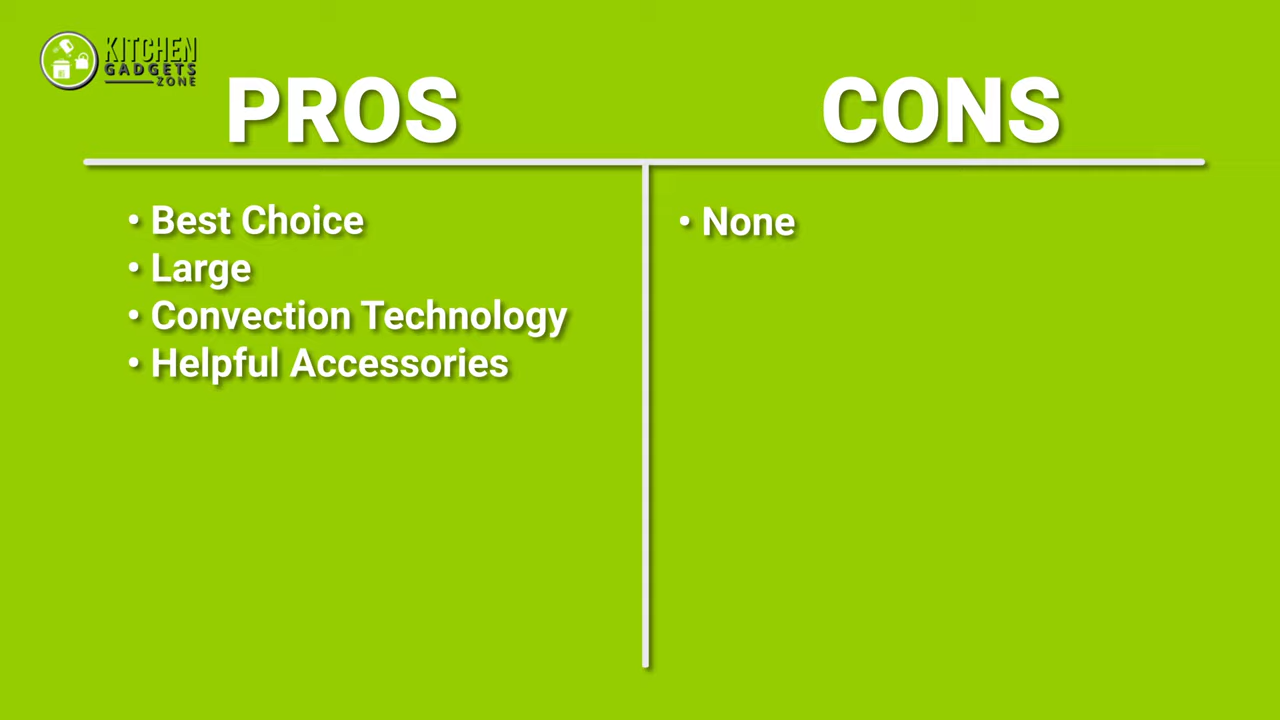 KITCHEN
GADGETS
ZONE
PROS
CONS
• Best Choice
• Large
• Convection Technology
• Helpful Accessories
• None